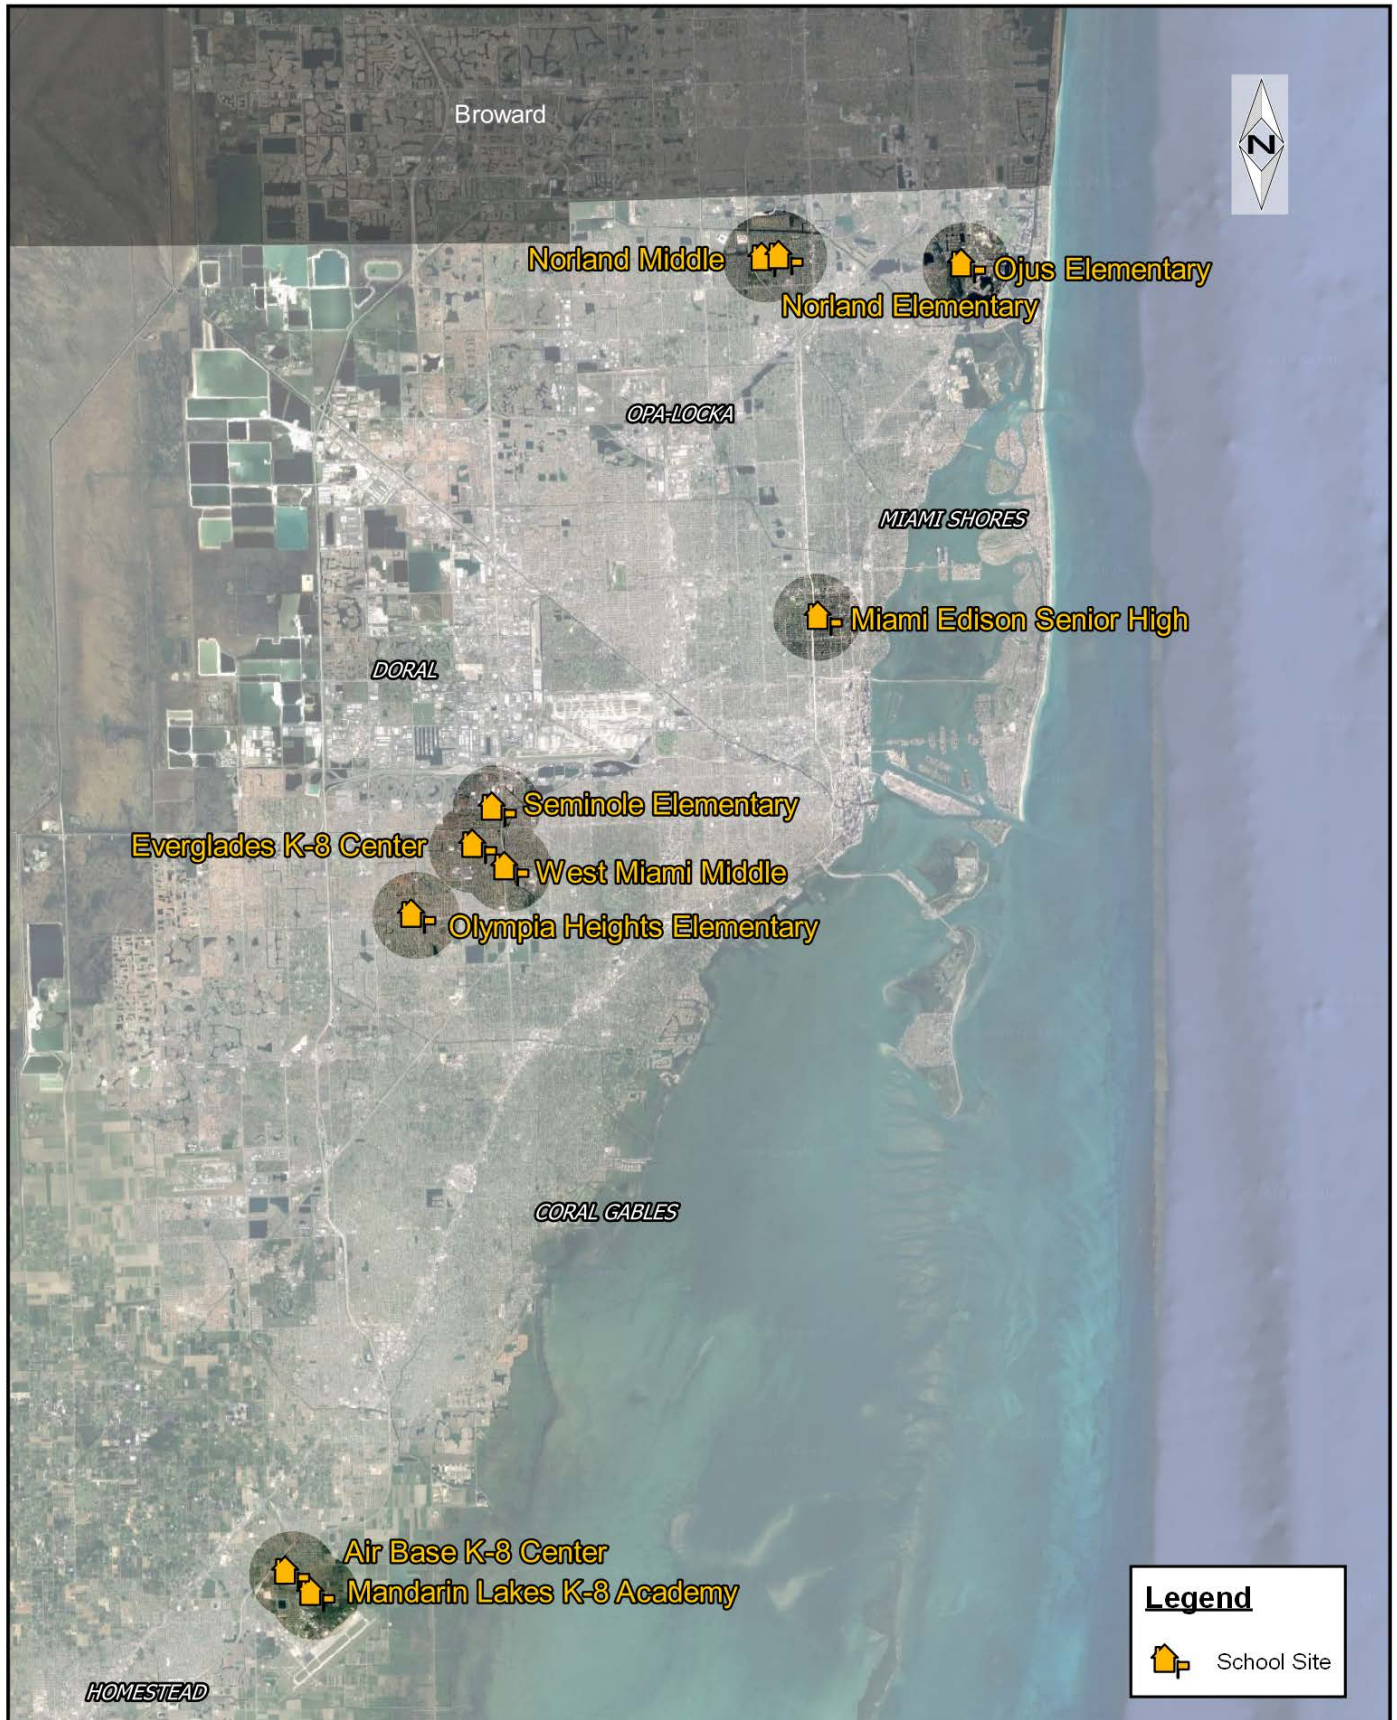 Broward
N
Norland Middle
Ojus Elementary
Norland Elementary
OPA-LOCKA
MIAMI SHORES
Miami Edison Senior High
DORAL
Seminole Elementary
Everglades K-8 Center
West Miami Middle
Olympia Heights Elementary
CORAL GABLES
Air Base K-8 Center
Mandarin Lakes K-8 Academy
Legend
School Site
HOMESTEAD